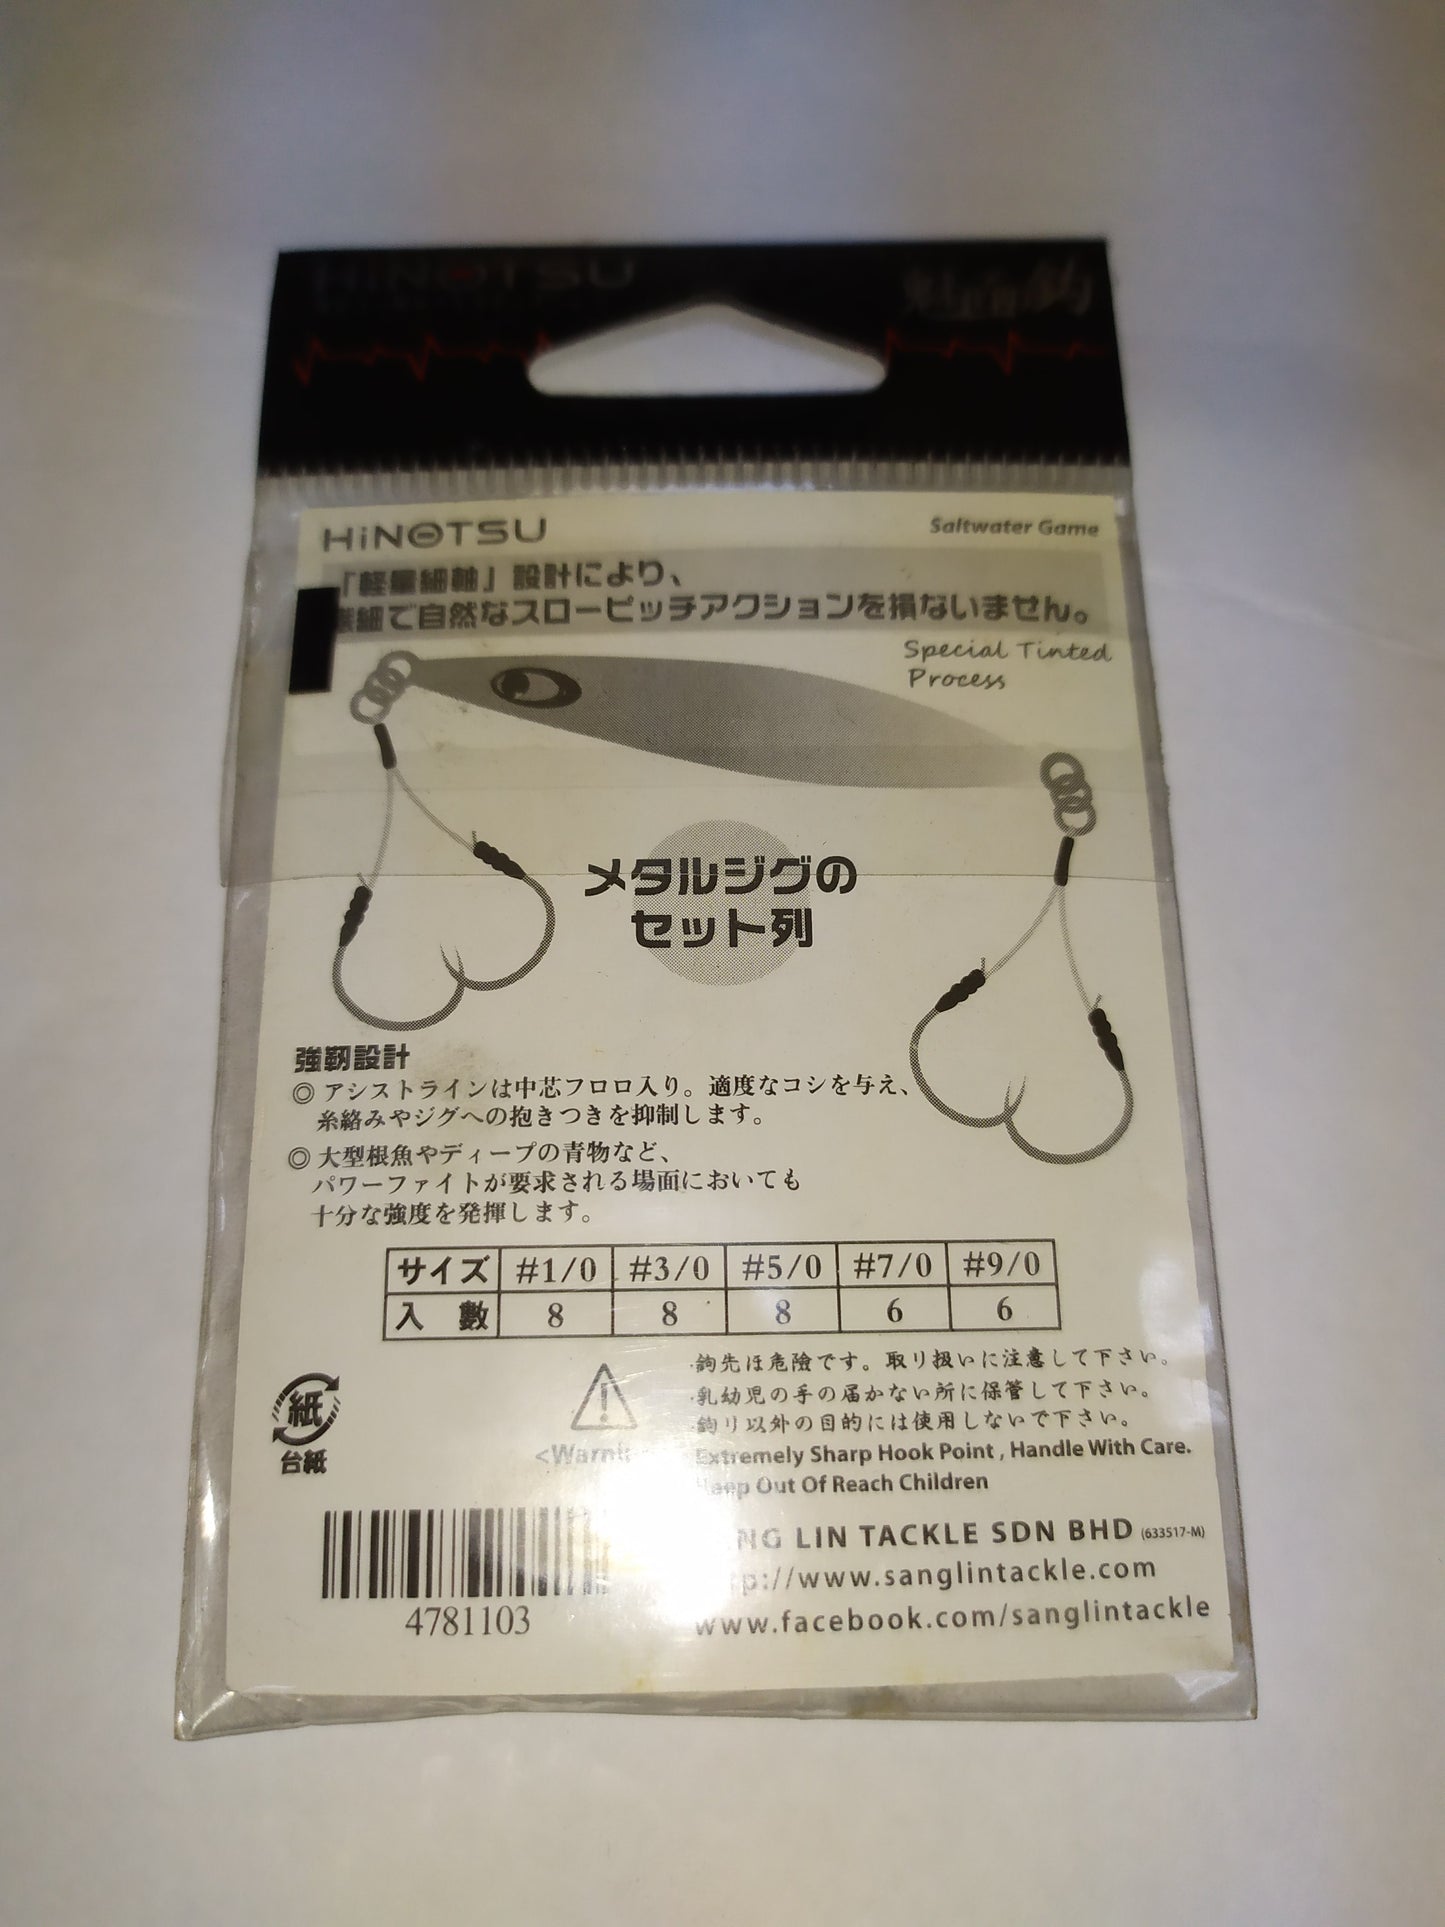 HiNOTSU
HiNOTSU
Saltwater Game
「軽量細軸」設計により、
繊細で自然なスローピッチアクションを損ないません。
Special Tinted
Process
メタルジグの
セット列
強靭設計
◎ アシストラインは中芯フロロ入り。適度なコシを与え、
糸絡みやジグへの抱きつきを抑制します。
◎ 大型根魚やディープの青物など、
パワーファイトが要求される場面においても
十分な強度を発揮します。
サイズ #1/0 #3/0 #5/0 #7/0 #9/0
入 數 8 8 8 6 6
·鉤先は危険です。取り扱いに注意して下さい。
·乳幼児の手の届かない所に保管して下さい。
·鉤り以外の目的には使用しないで下さい。
Extremely Sharp Hook Point , Handle With Care.
Keep Out Of Reach Children
紙
台紙
LIN TACKLE SDN BHD (633517-M)
www.sanglintackle.com
www.facebook.com/sanglintackle
4781103